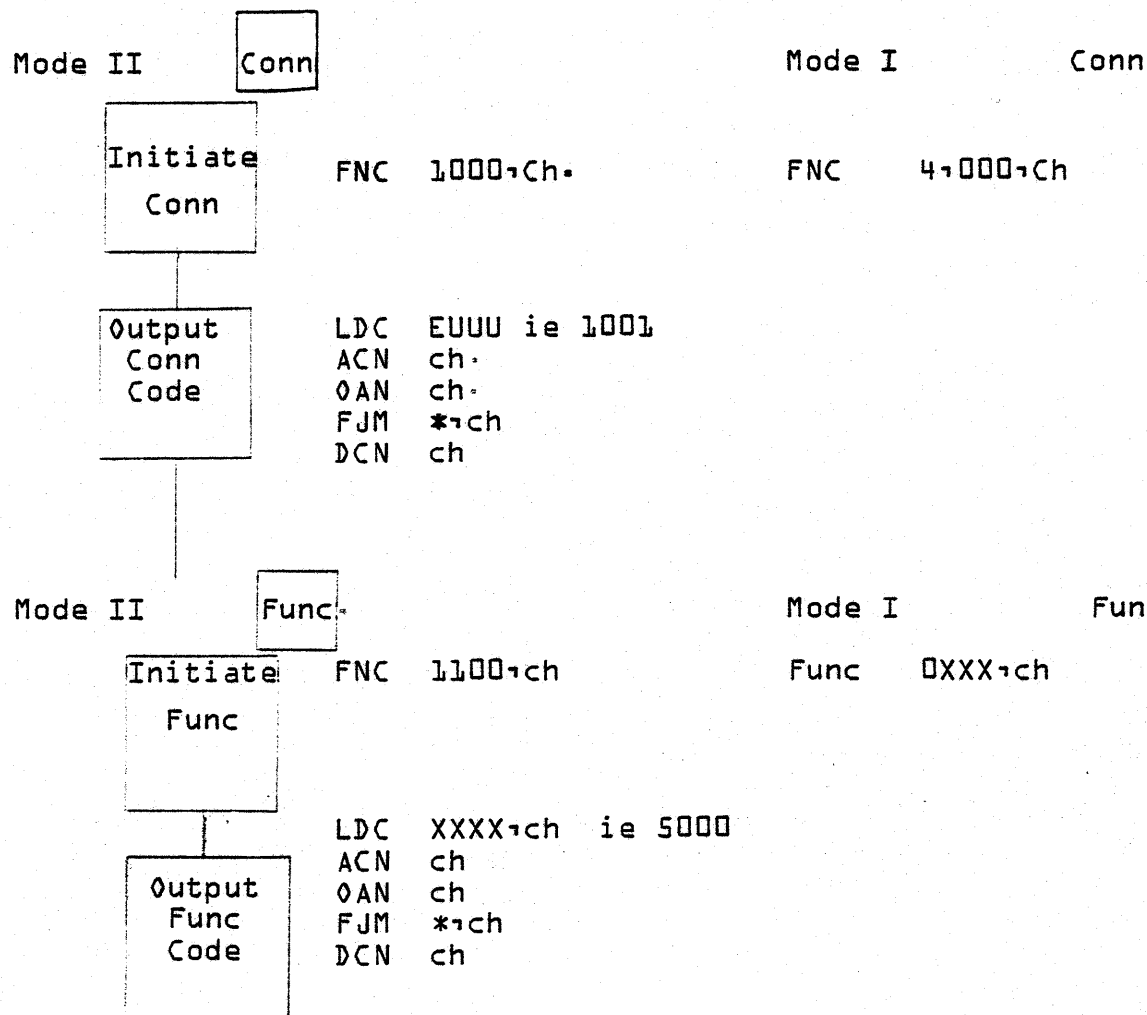 Mode II Conn Mode I Conn
Initiate FNC 1000,Ch. FNC 4,000,Ch
Conn
Output LDC EUUU ie 1001
Conn ACN ch.
Code OAN ch.
FJM *,ch
DCN ch
Mode II Func. Mode I Fun
Initiate FNC 1100,ch Func 0XXX,ch
Func
LDC XXXX,ch ie 5000
ACN ch
Output OAN ch
Func FJM *,ch
Code DCN ch